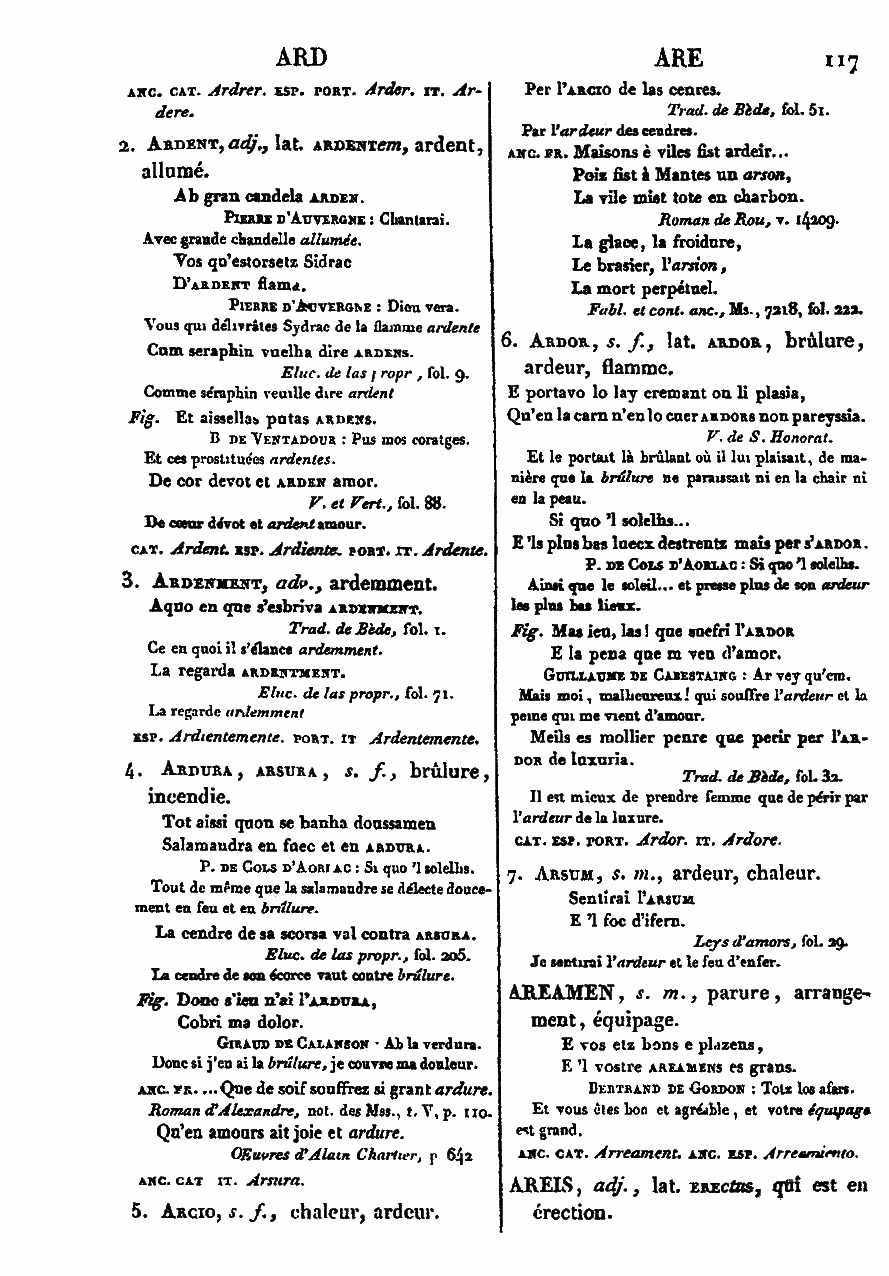 ARD
ARE
117
ANC. CAT. Ardrer. ESP. PORT. Arder. IT. Ar-
dere.
2. ARDENT, adj., lat. ARDENTem, ardent,
allumé.
Ab gran candela ARDEN.
PIERRE D'AUVERGNE : Chantarai.
Avec grande chandelle allumée.
Vos qu'estorsetz Sidrac
D'ARDENT flama.
PIERRE D'AUVERGNE : Dieu vera.
Vous qui délivrâtes Sydrac de la flamme ardente
Cum seraphin vuelha dire ARDENS.
Eluc. de las propr , fol. 9.
Comme séraphin veuille dire ardent
Fig. Et aissellas putas ARDENS.
B DE VENTADOUR : Pus mos coratges.
Et ces prostituées ardentes.
De cor devot et ARDEN amor.
V. et Vert., fol. 88.
De cœur dévot et ardent amour.
CAT. Ardent. ESP. Ardiente. PORT. IT. Ardente.
3. ARDENMENT, adv., ardemment.
Aquo en que s'esbriva ARDENMENT.
Trad. de Bède, fol. 1.
Ce en quoi il s'élance ardemment.
La regarda ARDENTMENT.
Eluc. de las propr., fol. 71.
La regarde ardemment
ESP. Ardientemente. PORT. IT Ardentemente.
4. ARDURA, ARSURA, s. f., brûlure,
incendie.
Tot aissi quon se banha doussamen
Salamandra en fuec et en ARDURA.
P. DE COLS D'AORLAC : Si quo 'l solelhs.
Tout de même que la salamandre se délecte douce-
ment en feu et en brûlure.
La cendre de sa scorsa val contra ARSURA.
Eluc. de las propr., fol. 205.
La cendre de son écorce vaut contre brûlure.
Fig. Donc s'ieu n'ai l'ARDURA,
Cobri ma dolor.
GIRAUD DE CALANSON · Ab la verdura.
Donc si j'en ai la brûlure, je couvre ma douleur.
ANC. FR. ...Que de soif souffrez si grant ardure.
Roman d'Alexandre, not. des Mss., t. V, p. 110.
Qu'en amours ait joie et ardure.
Œuvres d'Alain Chartier, p 642
ANC. CAT IT. Arsura.
5. ARCIO, s. f., chaleur, ardeur.
Per l'ARCIO de las cenres.
Trad. de Bède, fol. 51.
Par l'ardeur des cendres.
ANC. FR. Maisons è viles fist ardeir...
Poiz fist à Mantes un arson,
La vile mist tote en charbon.
Roman de Rou, v. 14209.
La glace, la froidure,
Le brasier, l'arsion,
La mort perpétuel.
Fabl. et cont. anc., Ms., 7218, fol. 222.
6. ARDOR, s. f., lat. ARDOR, brûlure,
ardeur, flamme.
E portavo lo lay cremant on li plasia,
Qu'en la carn n'en lo cuer ARDORS non pareyssia.
V. de S. Honorat.
Et le portait là brûlant où il lui plaisait, de ma-
nière que la brûlure ne paraissait ni en la chair ni
en la peau.
Si quo 'l solelhs...
E 'ls plus bas luecx destrentz mais per s'ARDOR.
P. DE COLS D'AORLAC : Si quo 'l solelhs.
Ainsi que le soleil... et presse plus de son ardeur
les plus bas lieux.
Fig. Mas ieu, las! que suefri l'ARDOR
E la pena que m ven d'amor.
GUILLAUME DE CABESTAING : Ar vey qu'em.
Mais moi, malheureux! qui souffre l'ardeur et la
peine qui me vient d'amour.
Meils es mollier penre que perir per l'AR-
DOR de luxuria.
Trad. de Bède, fol. 32.
Il est mieux de prendre femme que de périr par
l'ardeur de la luxure.
CAT. ESP. PORT. Ardor. IT. Ardore.
7. ARSUM, s. m., ardeur, chaleur.
Sentirai l'ARSUM
E 'l foc d'ifern.
Leys d'amors, fol. 29.
Je sentirai l'ardeur et le feu d'enfer.
AREAMEN, s. m., parure, arrange-
ment, équipage.
E vos etz bons e plazens,
E 'l vostre AREAMENS es grans.
BERTRAND DE GORDON : Totz los afars.
Et vous êtes bon et agréable, et votre équipage
est grand.
ANC. CAT. Arreament. ANC. ESP. Arreamiento.
AREIS, adj., lat. ERECtus, qui est en
érection.